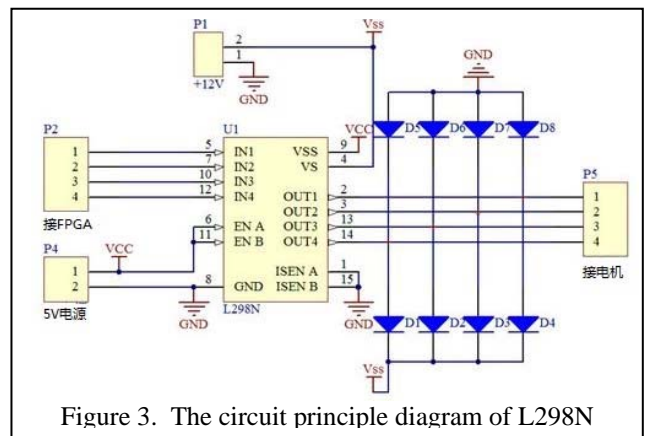 P1
2
1
+12V
GND
Vss
GND
P2
1
2
3
4
接FPGA
5
7
10
12
6
11
8
U1
IN1
IN2
IN3
IN4
EN A
EN B
GND
VSS
VS
OUT1
OUT2
OUT3
OUT4
ISEN A
ISEN B
L298N
9
4
2
3
13
14
1
15
VCC
GND
P4
1
2
5V电源
VCC
GND
D5
D6
D7
D8
D1
D2
D3
D4
Vss
P5
1
2
3
4
接电机
Figure 3. The circuit principle diagram of L298N